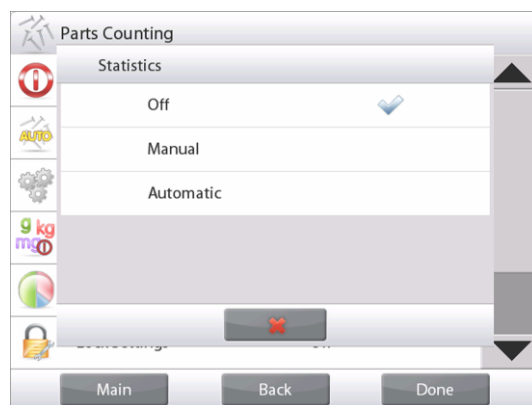 Parts Counting
Statistics
Off
Manual
AUTO
Automatic
g kg
mg
Main
Back
Done